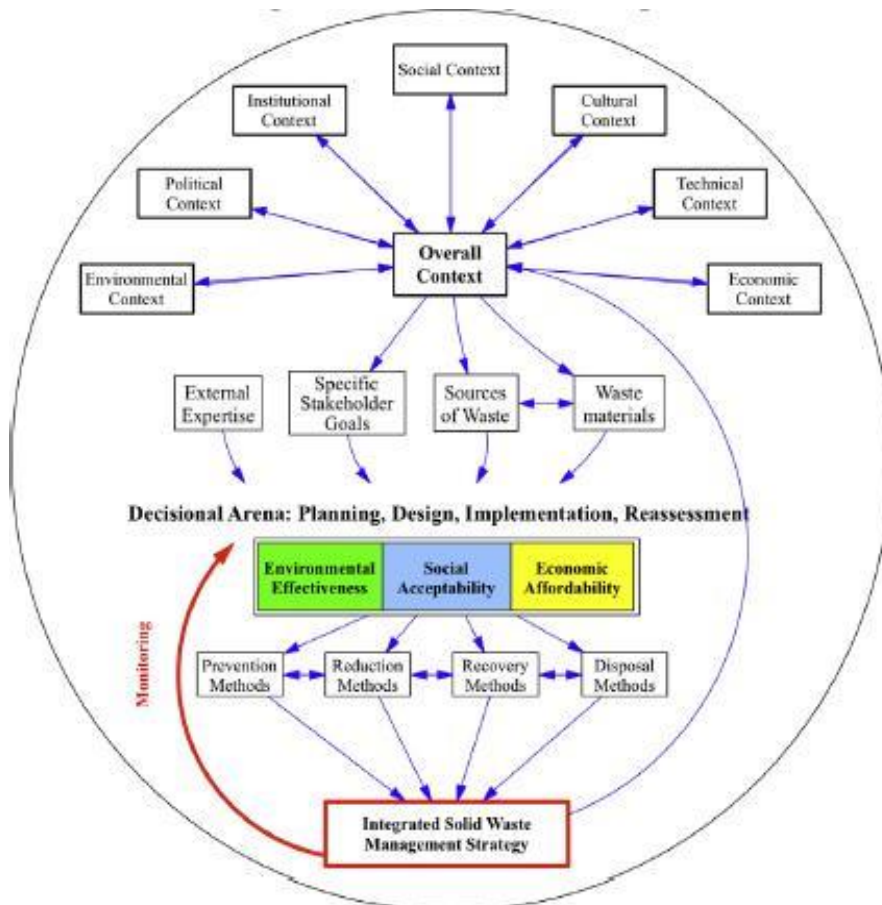 Social Context
Institutional
Context
Cultural
Context
Political
Context
Technical
Context
Overall
Context
Environmental
Context
Economic
Context
External
Expertise
Specific
Stakeholder
Goals
Sources
of Waste
Waste
materials
Decisional Arena: Planning, Design, Implementation, Reassessment
Environmental
Effectiveness
Social
Acceptability
Economic
Affordability
Monitoring
Prevention
Methods
Reduction
Methods
Recovery
Methods
Disposal
Methods
Integrated Solid Waste
Management Strategy